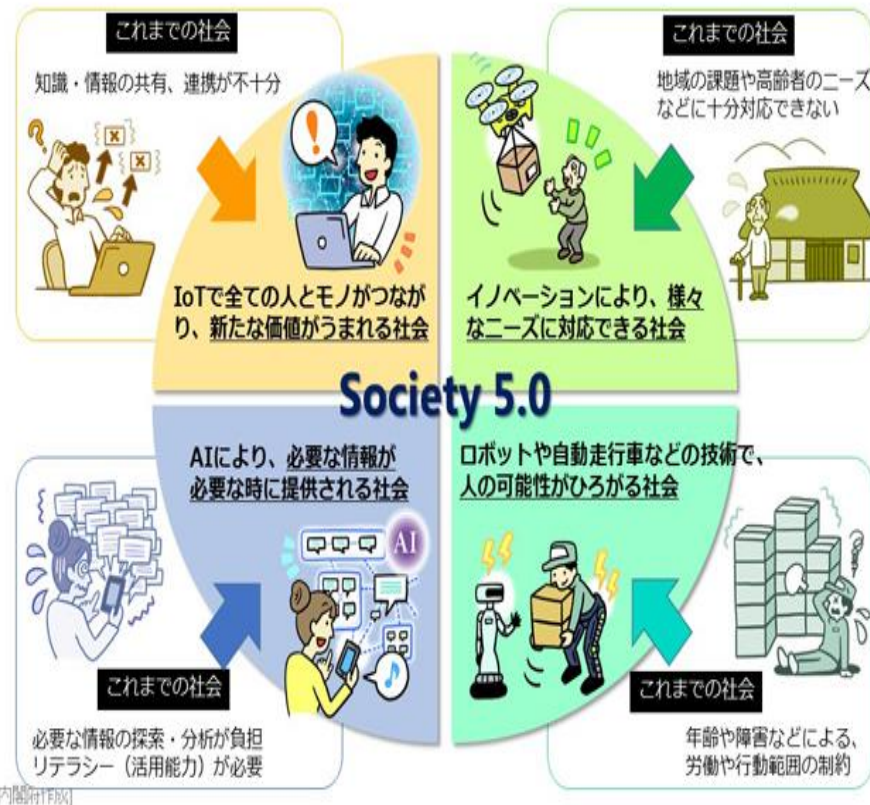 これまでの社会
知識・情報の共有、連携が不十分
IoTで全ての人とモノがつなが
り、新たな価値がうまれる社会
これまでの社会
地域の課題や高齢者のニーズ
などに十分対応できない
イノベーションにより、様々
なニーズに対応できる社会
Society 5.0
AIにより、必要な情報が
必要な時に提供される社会
AI
これまでの社会
必要な情報の探索・分析が負担
リテラシー（活用能力）が必要
ロボットや自動走行車などの技術で、
人の可能性がひろがる社会
これまでの社会
年齢や障害などによる、
労働や行動範囲の制約
内閣府作成]